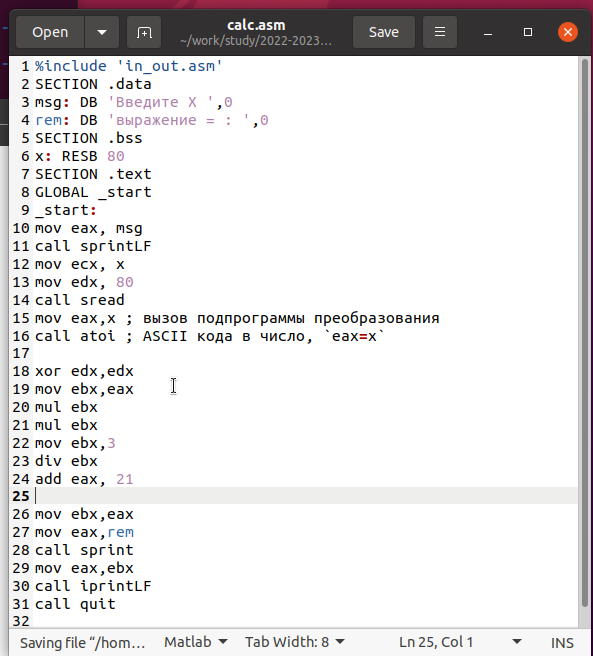 Open
calc.asm
~/work/study/2022-2023…
Save
1 %include 'in_out.asm'
2 SECTION .data
3 msg: DB 'Введите X ',0
4 rem: DB 'выражение = : ',0
5 SECTION .bss
6 x: RESB 80
7 SECTION .text
8 GLOBAL _start
9 _start:
10 mov eax, msg
11 call sprintLF
12 mov ecx, x
13 mov edx, 80
14 call sread
15 mov eax,x ; вызов подпрограммы преобразования
16 call atoi ; ASCII кода в число, `eax=x`
17
18 xor edx,edx
19 mov ebx,eax
20 mul ebx
21 mul ebx
22 mov ebx,3
23 div ebx
24 add eax, 21
25
26 mov ebx,eax
27 mov eax,rem
28 call sprint
29 mov eax,ebx
30 call iprintLF
31 call quit
32
Saving file “/hom… Matlab Tab Width: 8 Ln 25, Col 1 INS